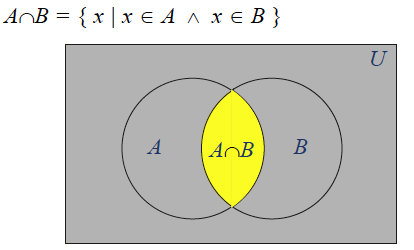 A∩B = { x | x ∈ A ∧ x ∈ B }
U
A
A∩B
B